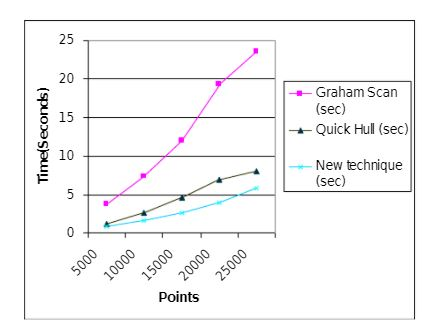 25
20
15
10
5
0
Time(Seconds)
5000
10000
15000
20000
25000
Points
Graham Scan
(sec)
Quick Hull (sec)
New technique
(sec)